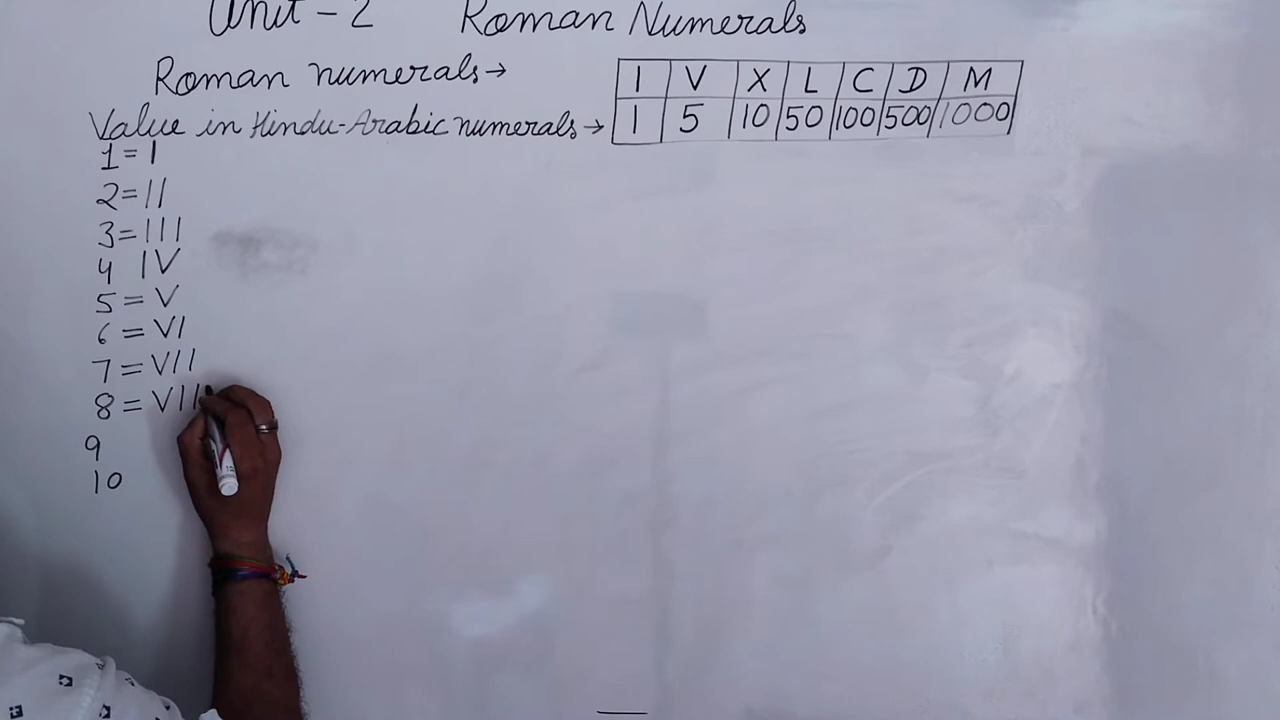 Unit - 2 Roman Numerals
Roman numerals → I V X L C D M
Value in Hindu-Arabic numerals → 1 5 10 50 100 500 1000
1 = I
2 = II
3 = III
4 IV
5 = V
6 = VI
7 = VII
8 = VIII
9
10